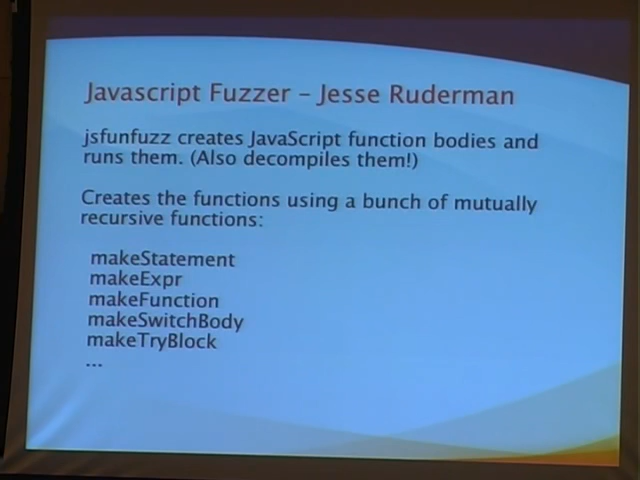 Javascript Fuzzer – Jesse Ruderman
jsfunfuzz creates JavaScript function bodies and
runs them. (Also decompiles them!)
Creates the functions using a bunch of mutually
recursive functions:
makeStatement
makeExpr
makeFunction
makeSwitchBody
makeTryBlock
...